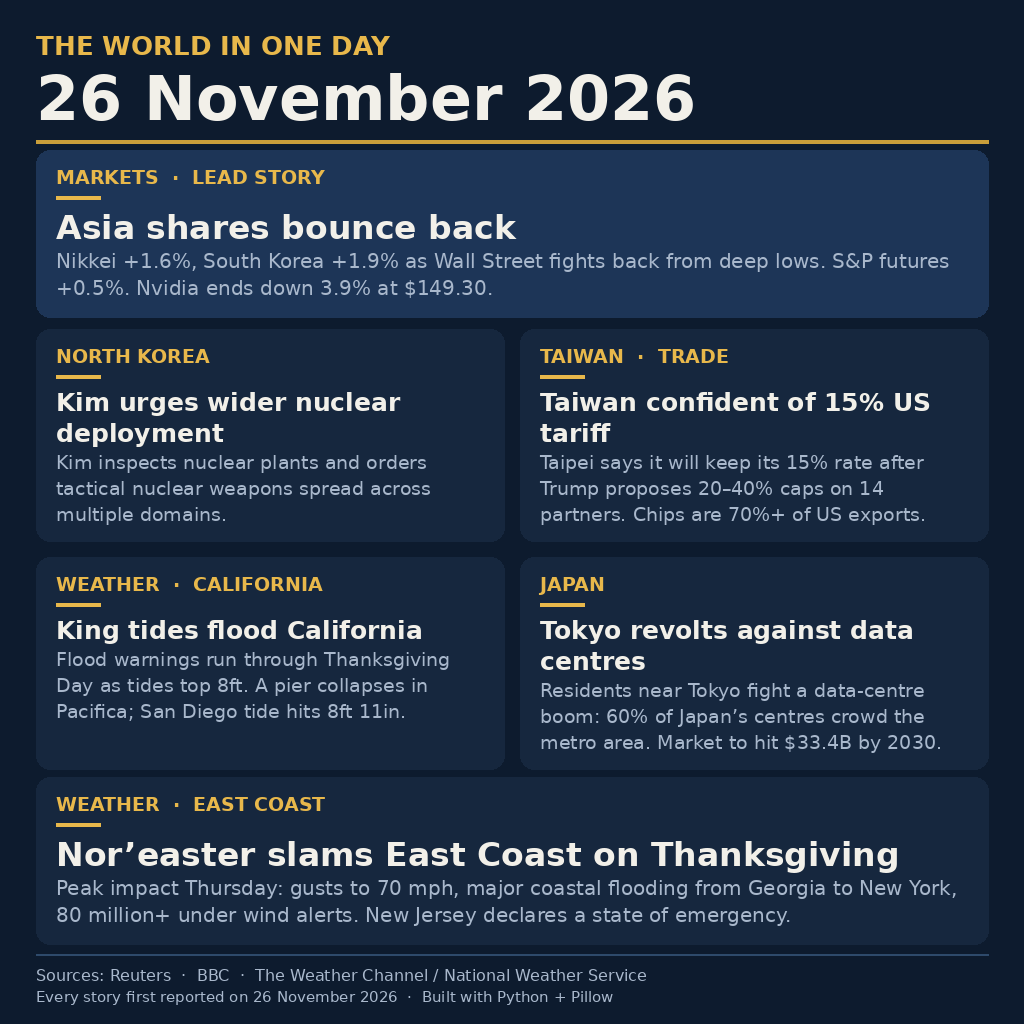 THE WORLD IN ONE DAY
26 November 2026
MARKETS · LEAD STORY
Asia shares bounce back
Nikkei +1.6%, South Korea +1.9% as Wall Street fights back from deep lows. S&P futures
+0.5%. Nvidia ends down 3.9% at $149.30.
NORTH KOREA
Kim urges wider nuclear
deployment
Kim inspects nuclear plants and orders
tactical nuclear weapons spread across
multiple domains.
TAIWAN · TRADE
Taiwan confident of 15% US
tariff
Taipei says it will keep its 15% rate after
Trump proposes 20–40% caps on 14
partners. Chips are 70%+ of US exports.
WEATHER · CALIFORNIA
King tides flood California
Flood warnings run through Thanksgiving
Day as tides top 8ft. A pier collapses in
Pacifica; San Diego tide hits 8ft 11in.
JAPAN
Tokyo revolts against data
centres
Residents near Tokyo fight a data-centre
boom: 60% of Japan’s centres crowd the
metro area. Market to hit $33.4B by 2030.
WEATHER · EAST COAST
Nor’easter slams East Coast on Thanksgiving
Peak impact Thursday: gusts to 70 mph, major coastal flooding from Georgia to New York,
80 million+ under wind alerts. New Jersey declares a state of emergency.
Sources: Reuters · BBC · The Weather Channel / National Weather Service
Every story first reported on 26 November 2026 · Built with Python + Pillow